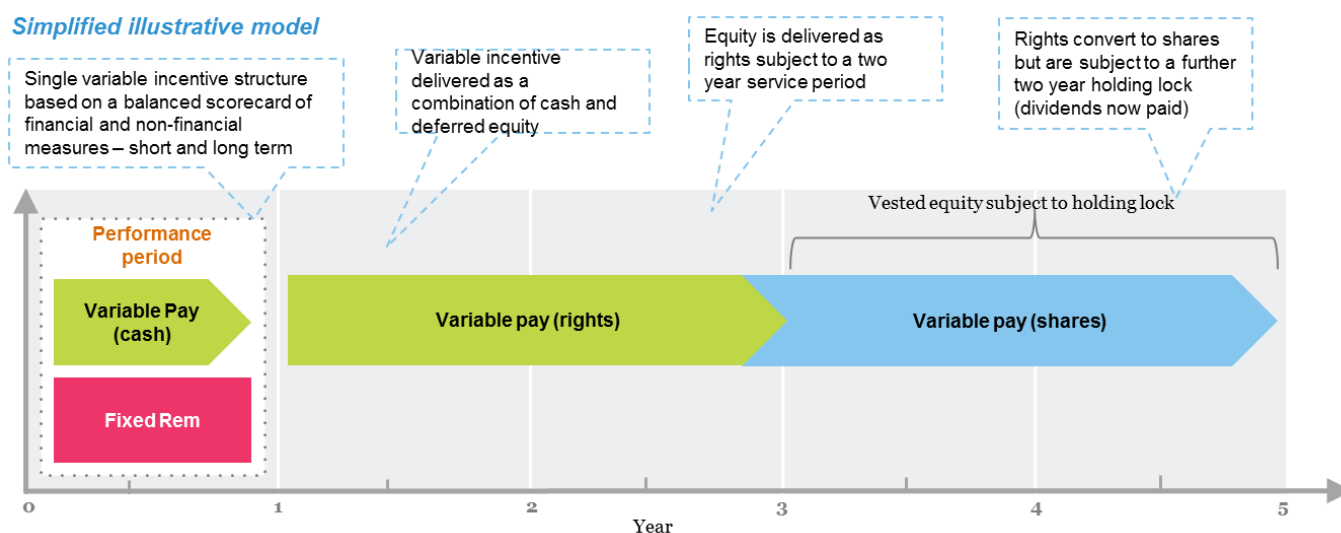 Simplified illustrative model
Single variable incentive structure
based on a balanced scorecard of
financial and non-financial
measures – short and long term
Variable incentive
delivered as a
combination of cash and
deferred equity
Equity is delivered as
rights subject to a two
year service period
Rights convert to shares
but are subject to a further
two year holding lock
(dividends now paid)
Vested equity subject to holding lock
Performance
period
Variable Pay
(cash)
Variable pay (rights)
Variable pay (shares)
Fixed Rem
0 1 2 3 4 5
Year